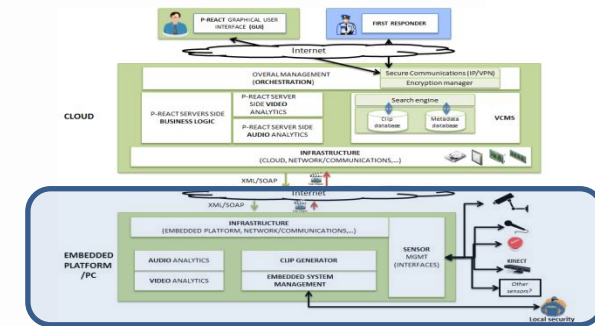 P-REACT GRAPHICAL USER
INTERFACE (GUI)
FIRST RESPONDER
Internet
OVERAL MANAGEMENT
(ORCHESTRATION)
Secure Communications (IP/VPN)
Encryption manager
CLOUD
P-REACT SERVERS SIDE
BUSINESS LOGIC
P-REACT SERVER
SIDE VIDEO
ANALYTICS
P-REACT SERVER SIDE
AUDIO ANALYTICS
Search engine
Clip
database
Metadata
database
VCMS
INFRASTRUCTURE
(CLOUD, NETWORK/COMMUNICATIONS,...)
XML/SOAP
Internet
XML/SOAP
INFRASTRUCTURE
(EMBEDDED PLATFORM, NETWORK/COMMUNICATIONS,...)
EMBEDDED
PLATFORM
/PC
AUDIO ANALYTICS
CLIP GENERATOR
VIDEO ANALYTICS
EMBEDDED SYSTEM
MANAGEMENT
SENSOR
MGMT
(INTERFACES)
KINECT
Other
sensors?
Local security